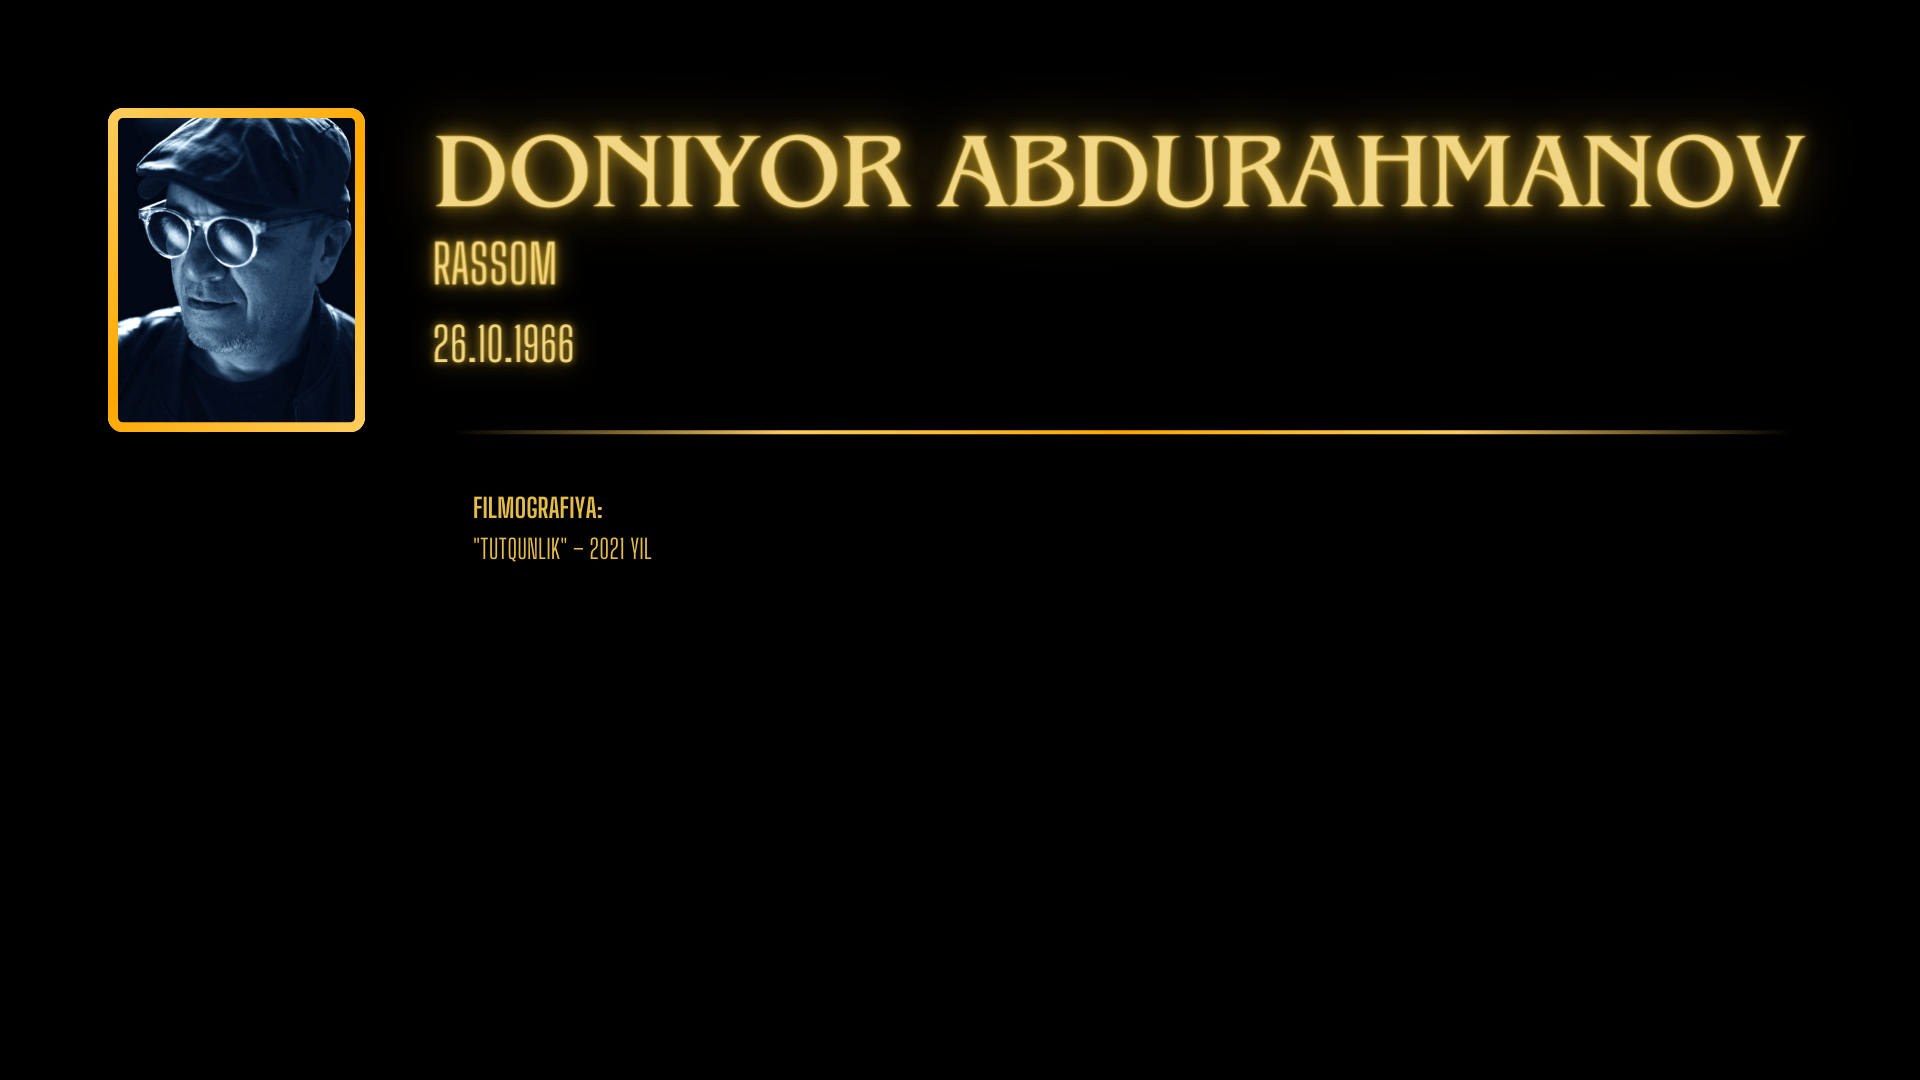 DONIYOR ABDURAHMANOV
RASSOM
26.10.1966
FILMOGRAFIYA:
"TUTQUNLIK" – 2021 YIL